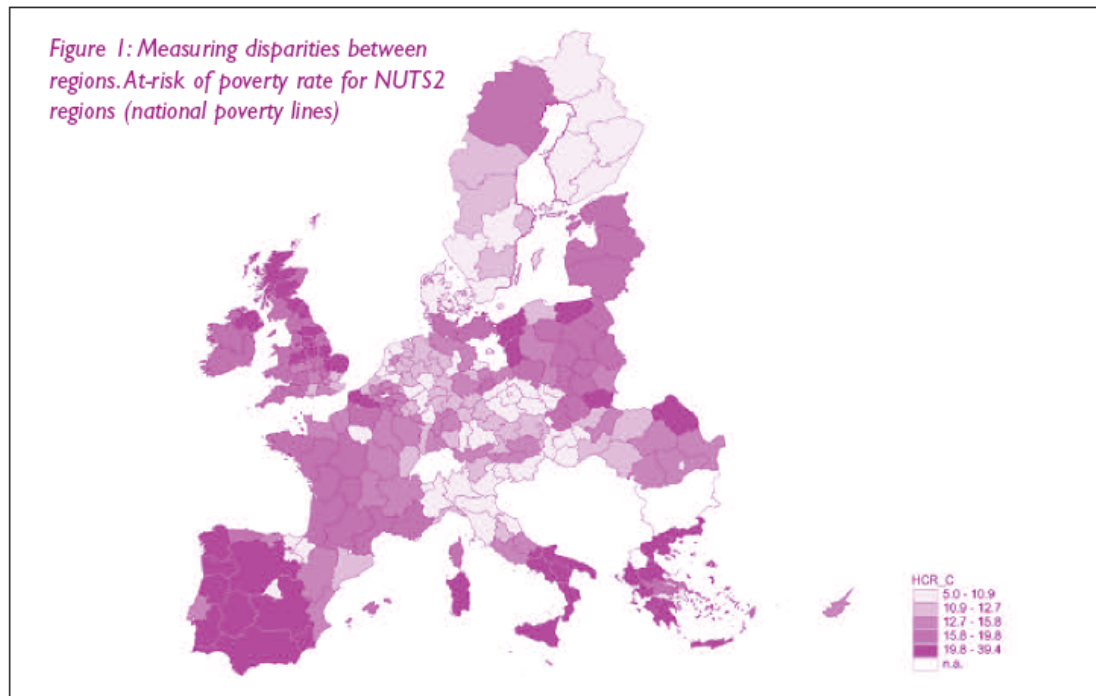 Figure 1: Measuring disparities between
regions. At-risk of poverty rate for NUTS2
regions (national poverty lines)
HCR_C
5.0 - 10.9
10.9 - 12.7
12.7 - 15.8
15.8 - 19.8
19.8 - 39.4
n.a.